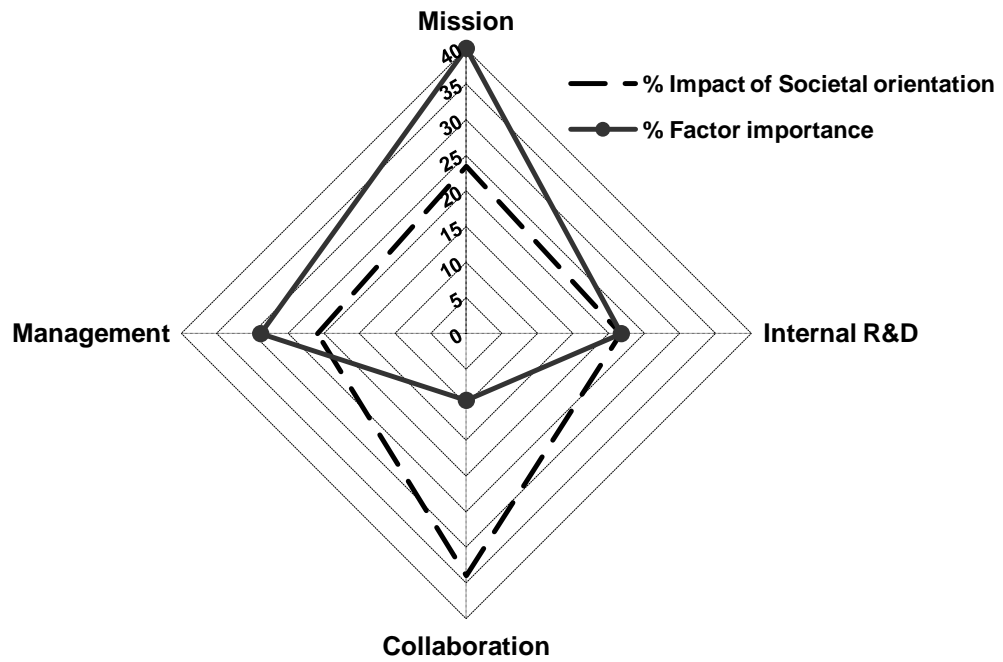 Mission
40
35
30
25
20
15
10
5
0
% Impact of Societal orientation
% Factor importance
Management
Internal R&D
Collaboration